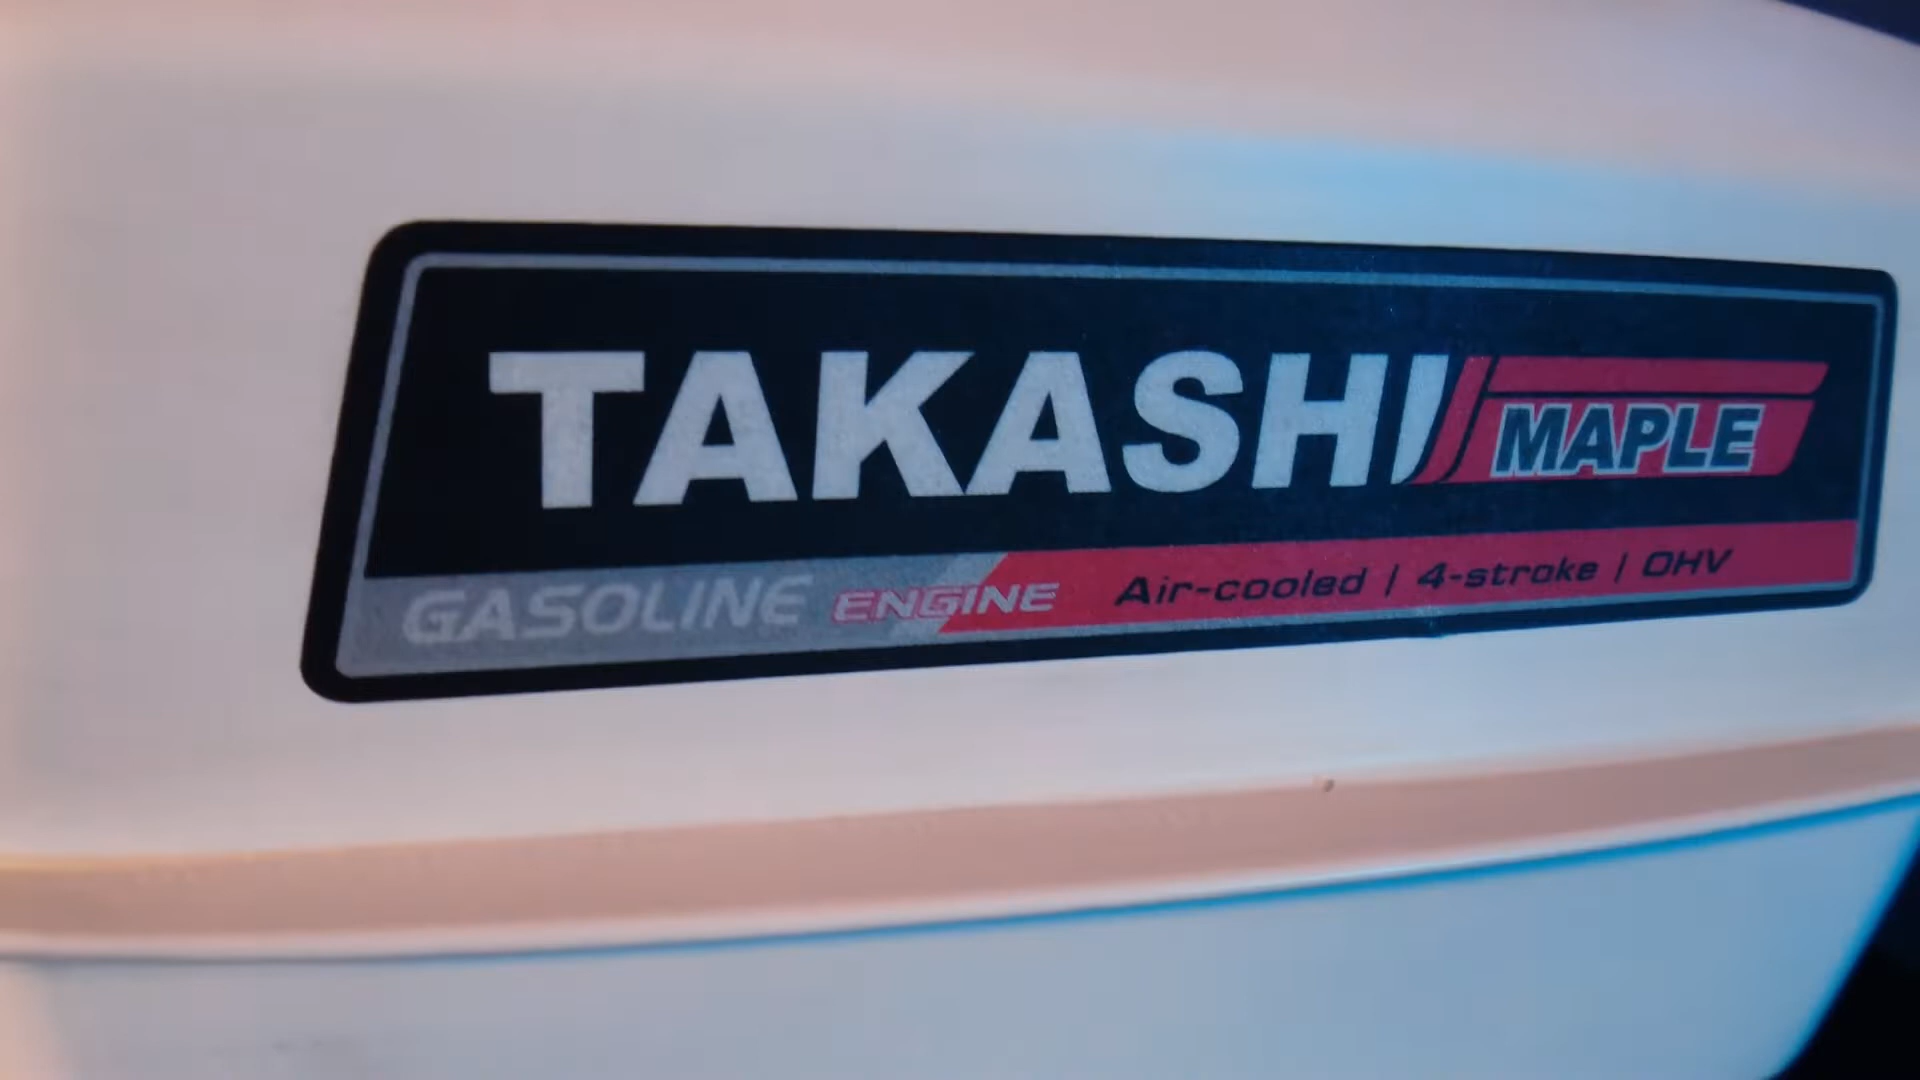 TAKASHI MAPLE
GASOLINE ENGINE Air-cooled / 4-stroke / OHV